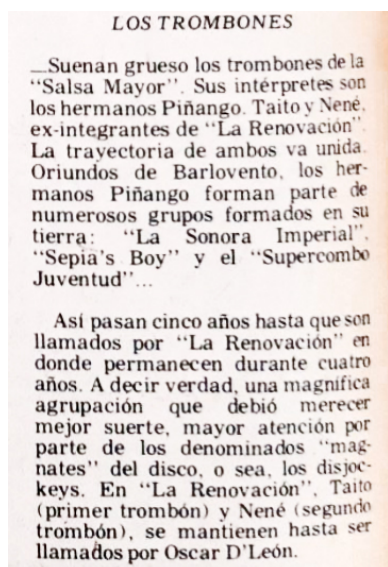 LOS TROMBONES
—Suenan grueso los trombones de la
"Salsa Mayor". Sus intérpretes son
los hermanos Piñango. Taito y Nené,
ex-integrantes de "La Renovación".
La trayectoria de ambos va unida.
Oriundos de Barlovento, los her-
manos Piñango forman parte de
numerosos grupos formados en su
tierra: "La Sonora Imperial",
"Sepia's Boy" y el "Supercombo
Juventud"...
Así pasan cinco años hasta que son
llamados por "La Renovación" en
donde permanecen durante cuatro
años. A decir verdad, una magnífica
agrupación que debió merecer
mejor suerte, mayor atención por
parte de los denominados "mag-
nates" del disco, o sea, los disjoc-
keys. En "La Renovación", Taito
(primer trombón) y Nené (segundo
trombón), se mantienen hasta ser
llamados por Oscar D'León.